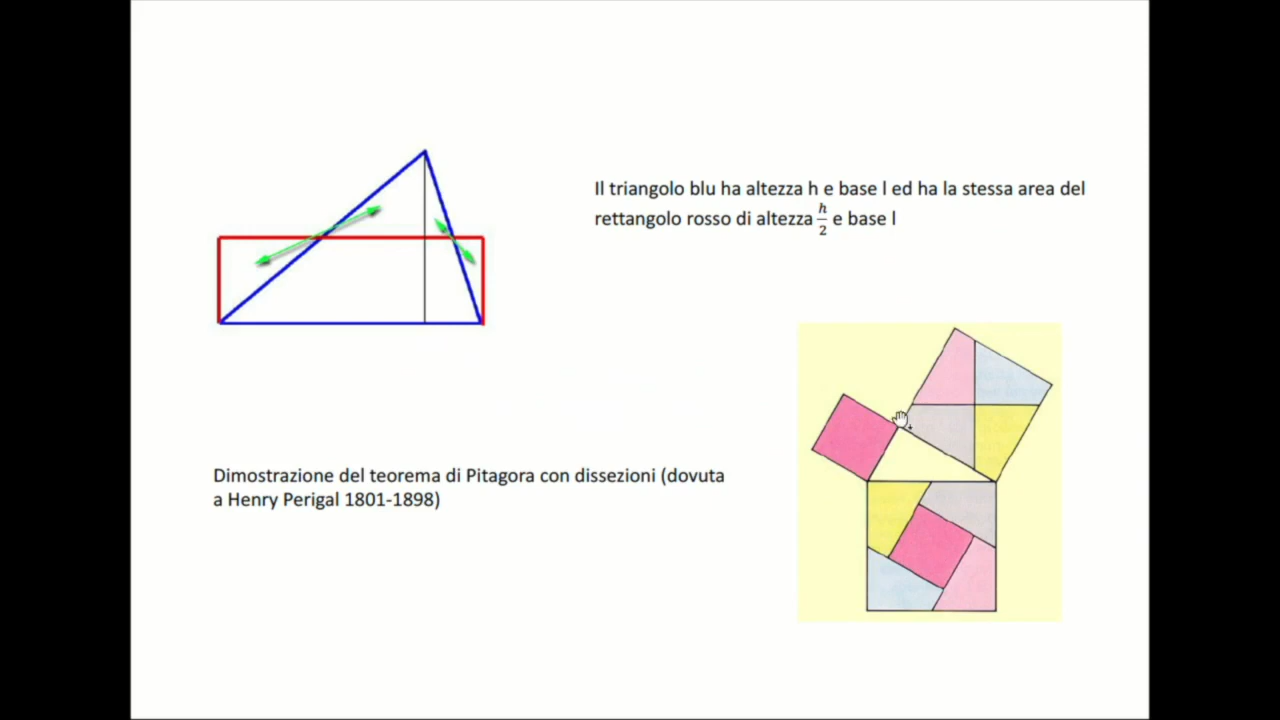 Il triangolo blu ha altezza h e base l ed ha la stessa area del
rettangolo rosso di altezza h/2 e base l
Dimostrazione del teorema di Pitagora con dissezioni (dovuta
a Henry Perigal 1801-1898)